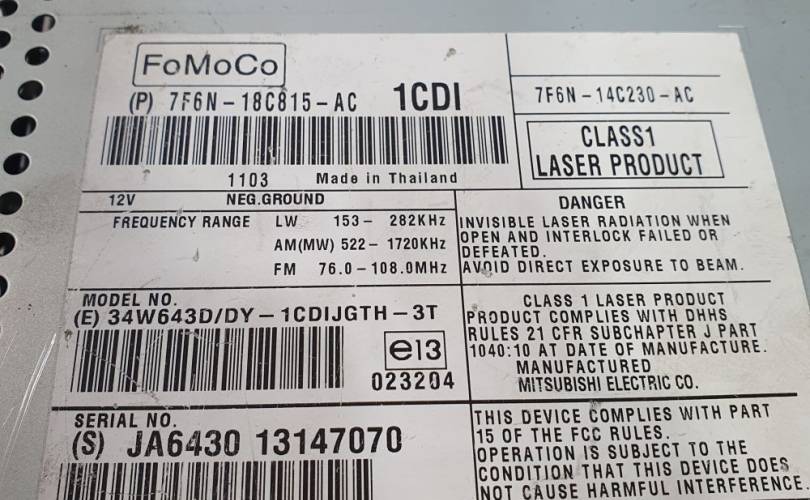 FoMoCo
(P) 7F6N-18C815-AC 1CDI
7F6N-14C230-AC
CLASS1
LASER PRODUCT
1103 Made in Thailand
12V NEG.GROUND
FREQUENCY RANGE LW 153- 282KHz
AM(MW) 522- 1720KHz
FM 76.0-108.0MHz
DANGER
INVISIBLE LASER RADIATION WHEN
OPEN AND INTERLOCK FAILED OR
DEFEATED.
AVOID DIRECT EXPOSURE TO BEAM.
MODEL NO.
(E) 34W643D/DY-1CDIJGTH-3T
e13
023204
CLASS 1 LASER PRODUCT
PRODUCT COMPLIES WITH DHHS
RULES 21 CFR SUBCHAPTER J PART
1040:10 AT DATE OF MANUFACTURE.
MANUFACTURED
MITSUBISHI ELECTRIC CO.
SERIAL NO.
(S) JA6430 13147070
THIS DEVICE COMPLIES WITH PART
15 OF THE FCC RULES.
OPERATION IS SUBJECT TO THE
CONDITION THAT THIS DEVICE DOES
NOT CAUSE HARMFUL INTERFERENCE.